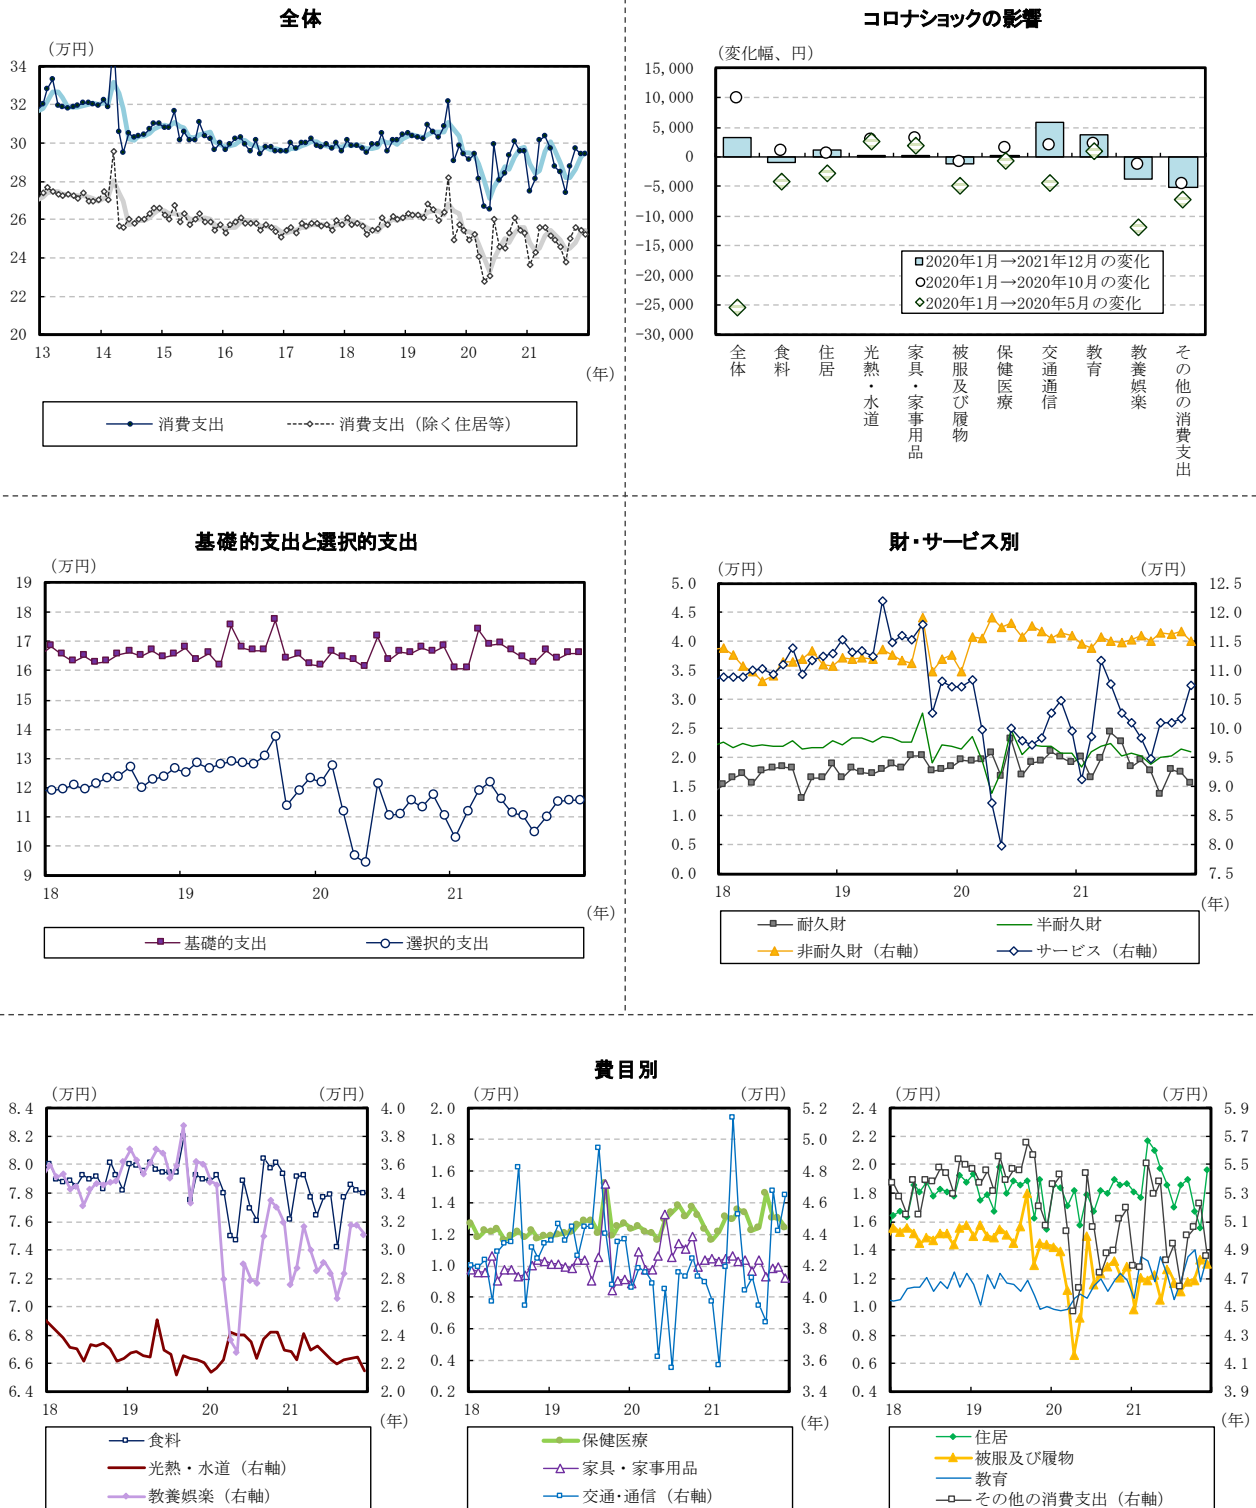 全体
（万円）
34
32
30
28
26
24
22
20
13 14 15 16 17 18 19 20 21
（年）
消費支出
消費支出（除く住居等）
コロナショックの影響
（変化幅、円）
15,000
10,000
5,000
0
−5,000
−10,000
−15,000
−20,000
−25,000
−30,000
2020年1月→2021年12月の変化
2020年1月→2020年10月の変化
2020年1月→2020年5月の変化
全体
食料
住居
光熱・水道
家具・家事用品
被服及び履物
保健医療
交通通信
教育
教養娯楽
その他の消費支出
基礎的支出と選択的支出
（万円）
19
18
17
16
15
14
13
12
11
10
9
18 19 20 21
（年）
基礎的支出
選択的支出
財・サービス別
（万円）
（万円）
5.0
4.5
4.0
3.5
3.0
2.5
2.0
1.5
1.0
0.5
0.0
12.5
12.0
11.5
11.0
10.5
10.0
9.5
9.0
8.5
8.0
7.5
18 19 20 21
（年）
耐久財
半耐久財
非耐久財（右軸）
サービス（右軸）
費目別
（万円）
（万円）
8.4
8.2
8.0
7.8
7.6
7.4
7.2
7.0
6.8
6.6
6.4
4.0
3.8
3.6
3.4
3.2
3.0
2.8
2.6
2.4
2.2
2.0
18 19 20 21
（年）
食料
光熱・水道（右軸）
教養娯楽（右軸）
（万円）
（万円）
2.0
1.8
1.6
1.4
1.2
1.0
0.8
0.6
0.4
0.2
5.2
5.0
4.8
4.6
4.4
4.2
4.0
3.8
3.6
3.4
18 19 20 21
（年）
保健医療
家具・家事用品
交通・通信（右軸）
（万円）
（万円）
2.4
2.2
2.0
1.8
1.6
1.4
1.2
1.0
0.8
0.6
0.4
5.9
5.7
5.5
5.3
5.1
4.9
4.7
4.5
4.3
4.1
3.9
18 19 20 21
（年）
住居
被服及び履物
教育
その他の消費支出（右軸）